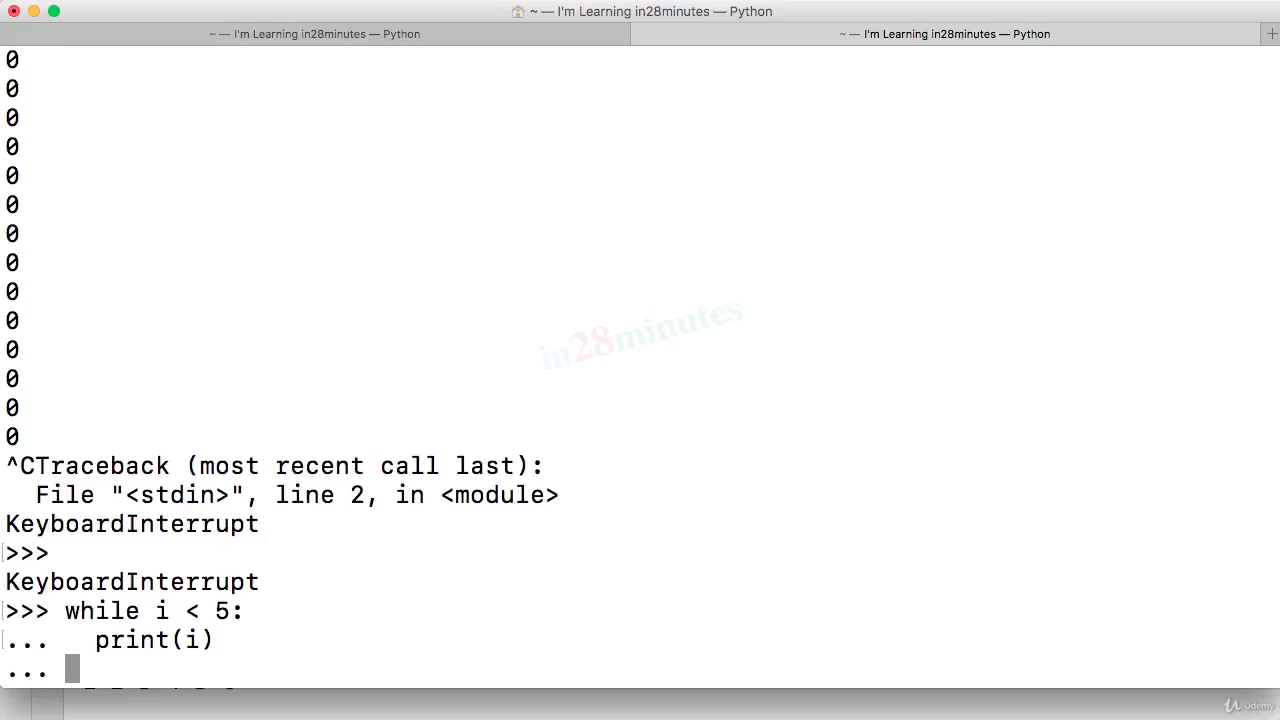 ~ — I'm Learning in28minutes — Python
~ — I'm Learning in28minutes — Python
~ — I'm Learning in28minutes — Python
0
0
0
0
0
0
0
0
0
0
0
0
0
0
^CTraceback (most recent call last):
  File "<stdin>", line 2, in <module>
KeyboardInterrupt
>>>
KeyboardInterrupt
>>> while i < 5:
...   print(i)
...
in28minutes
Udemy